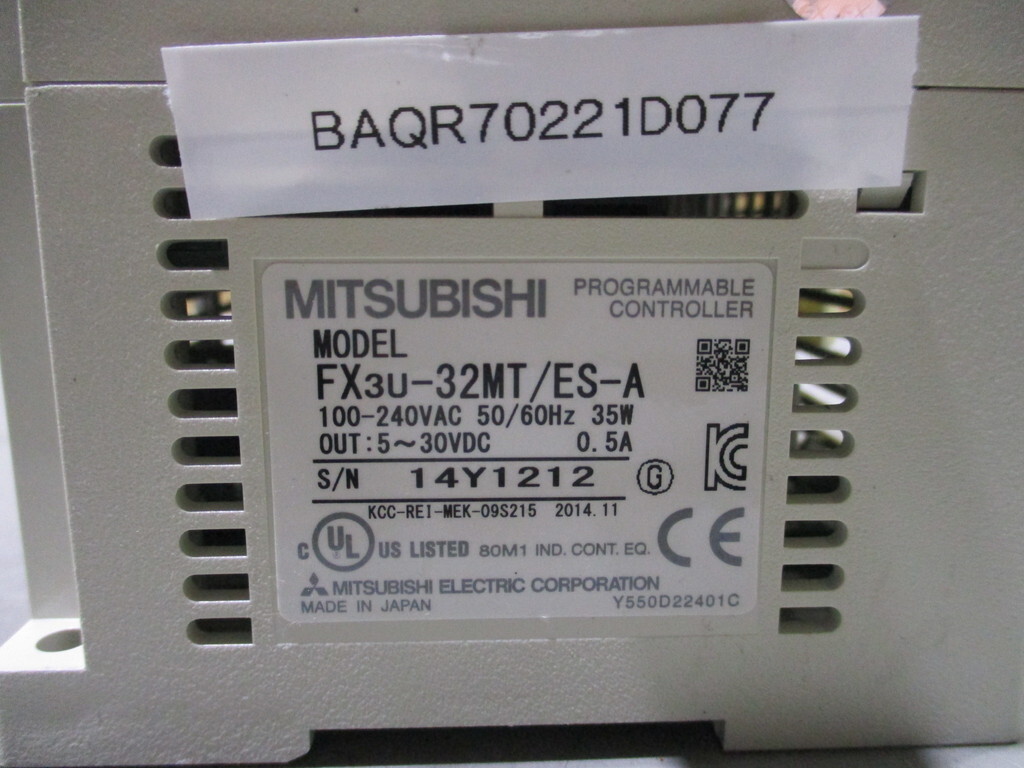 BAQR70221D077
MITSUBISHI
PROGRAMMABLE
CONTROLLER
MODEL
FX3U-32MT/ES-A
100-240VAC 50/60Hz 35W
OUT:5～30VDC 0.5A
S/N 14Y1212
G
KCC-REI-MEK-09S215 2014.11
C UL US LISTED 80M1 IND. CONT. EQ.
CE
MITSUBISHI ELECTRIC CORPORATION
MADE IN JAPAN Y550D22401C